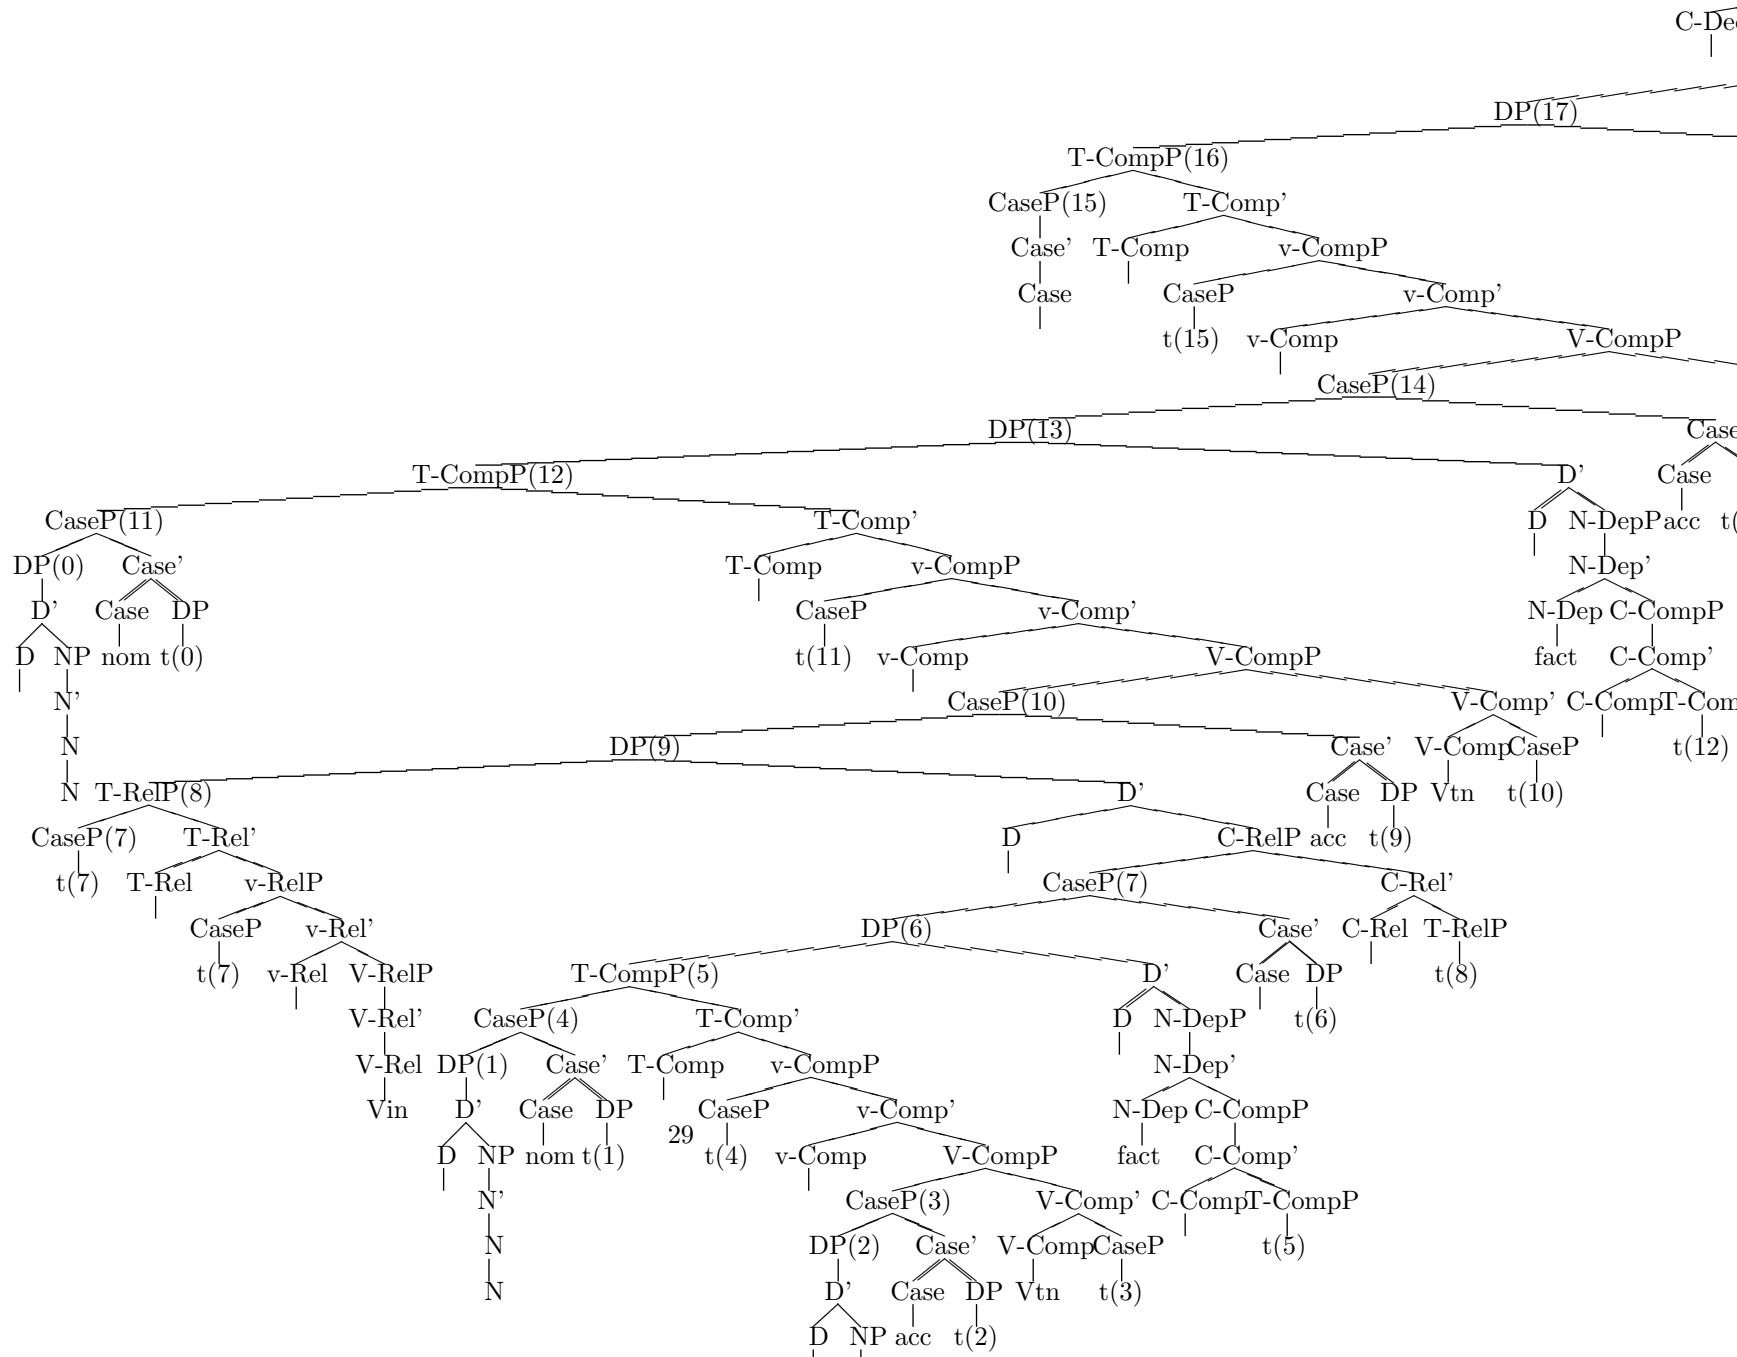 C-Dec
DP(17)
T-CompP(16)
CaseP(15) T-Comp'
Case' T-Comp v-CompP
Case CaseP v-Comp'
t(15) v-Comp V-CompP
CaseP(14)
DP(13) Case
T-CompP(12) D' Case
CaseP(11) T-Comp' D N-DepP acc t(
DP(0) Case' T-Comp v-CompP N-Dep'
D' Case DP CaseP v-Comp' N-Dep C-CompP
D NP nom t(0) t(11) v-Comp V-CompP fact C-Comp'
N' CaseP(10) V-Comp' C-Comp T-Com
N DP(9) Case' V-Comp CaseP t(12)
N T-RelP(8) D' Case DP Vtn t(10)
CaseP(7) T-Rel' D C-RelP acc t(9)
t(7) T-Rel v-RelP CaseP(7) C-Rel'
CaseP v-Rel' DP(6) Case' C-Rel T-RelP
t(7) v-Rel V-RelP T-CompP(5) D' Case DP t(8)
V-Rel' CaseP(4) T-Comp' D N-DepP t(6)
V-Rel DP(1) Case' T-Comp v-CompP N-Dep'
Vin D' Case DP CaseP v-Comp' N-Dep C-CompP
29
D NP nom t(1) t(4) v-Comp V-CompP fact C-Comp'
N' CaseP(3) V-Comp' C-Comp T-CompP
N DP(2) Case' V-Comp CaseP t(5)
N D' Case DP Vtn t(3)
D NP acc t(2)